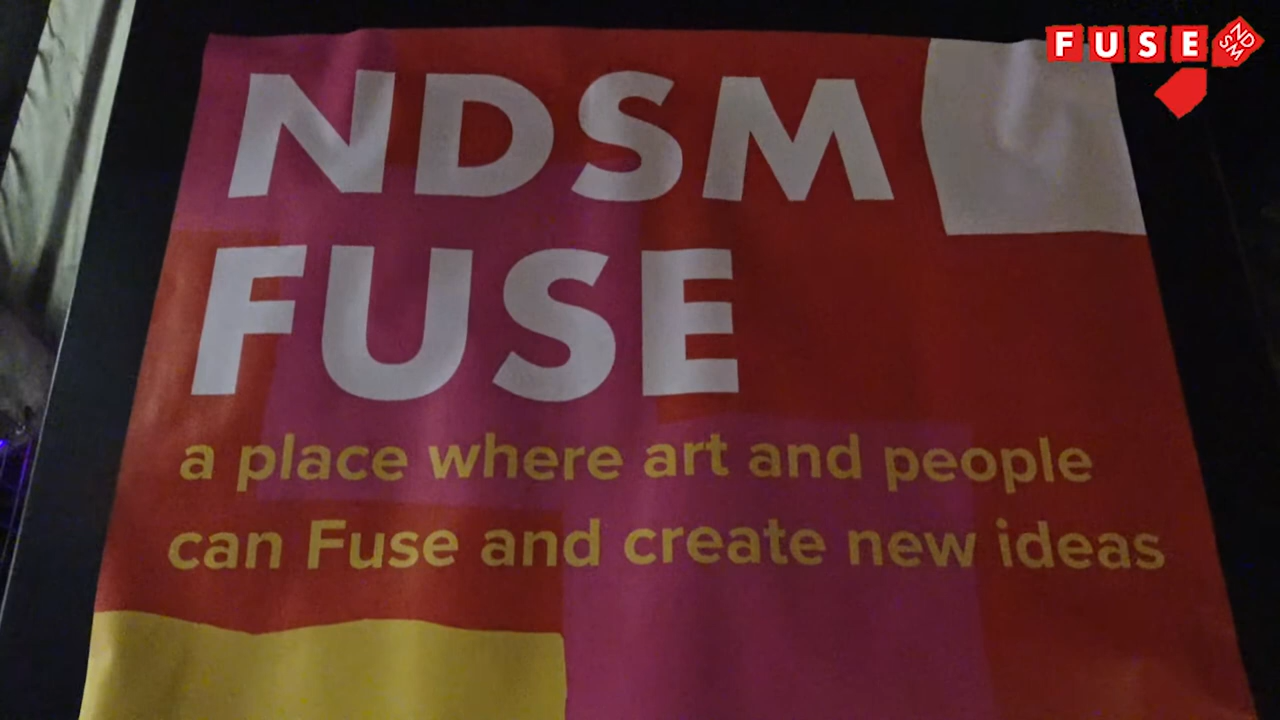 FUSE
NDSM
NDSM
FUSE
a place where art and people
can Fuse and create new ideas